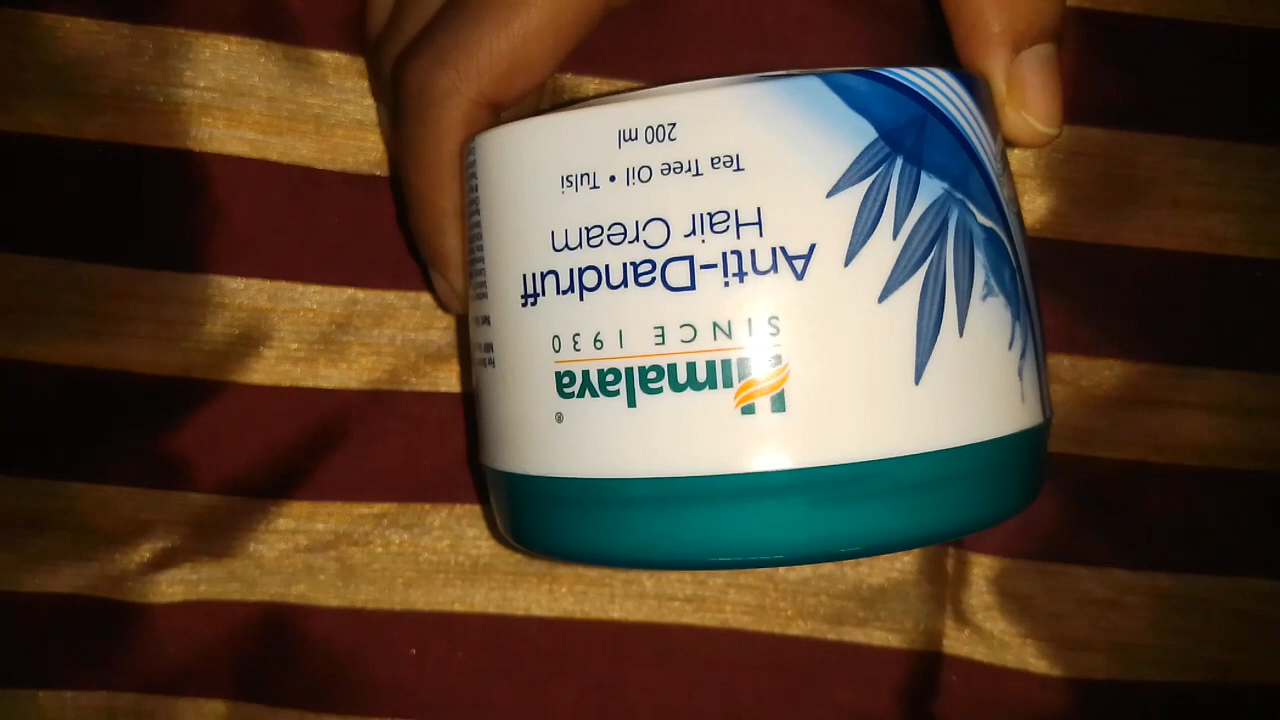 Himalaya®
SINCE 1930
Anti-Dandruff
Hair Cream
Tea Tree Oil • Tulsi
200 ml